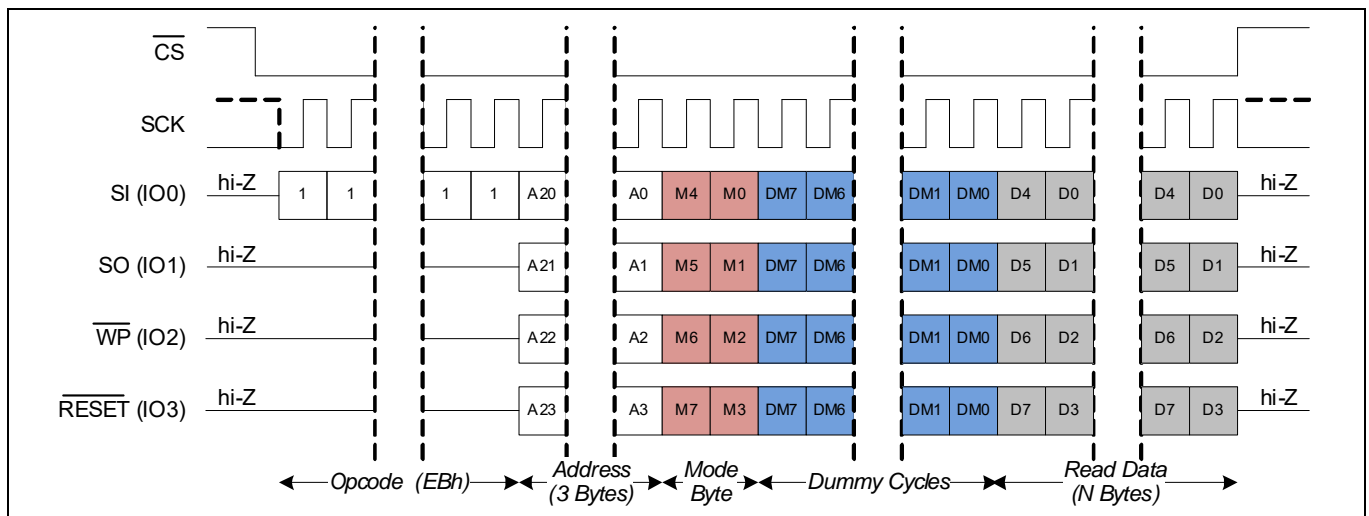 CS
SCK
SI (IO0) hi-Z 1 1 1 1 A20 A0 M4 M0 DM7 DM6 DM1 DM0 D4 D0 D4 D0 hi-Z
SO (IO1) hi-Z A21 A1 M5 M1 DM7 DM6 DM1 DM0 D5 D1 D5 D1 hi-Z
WP (IO2) hi-Z A22 A2 M6 M2 DM7 DM6 DM1 DM0 D6 D2 D6 D2 hi-Z
RESET (IO3) hi-Z A23 A3 M7 M3 DM7 DM6 DM1 DM0 D7 D3 D7 D3 hi-Z
Opcode (EBh) Address (3 Bytes) Mode Byte Dummy Cycles Read Data (N Bytes)